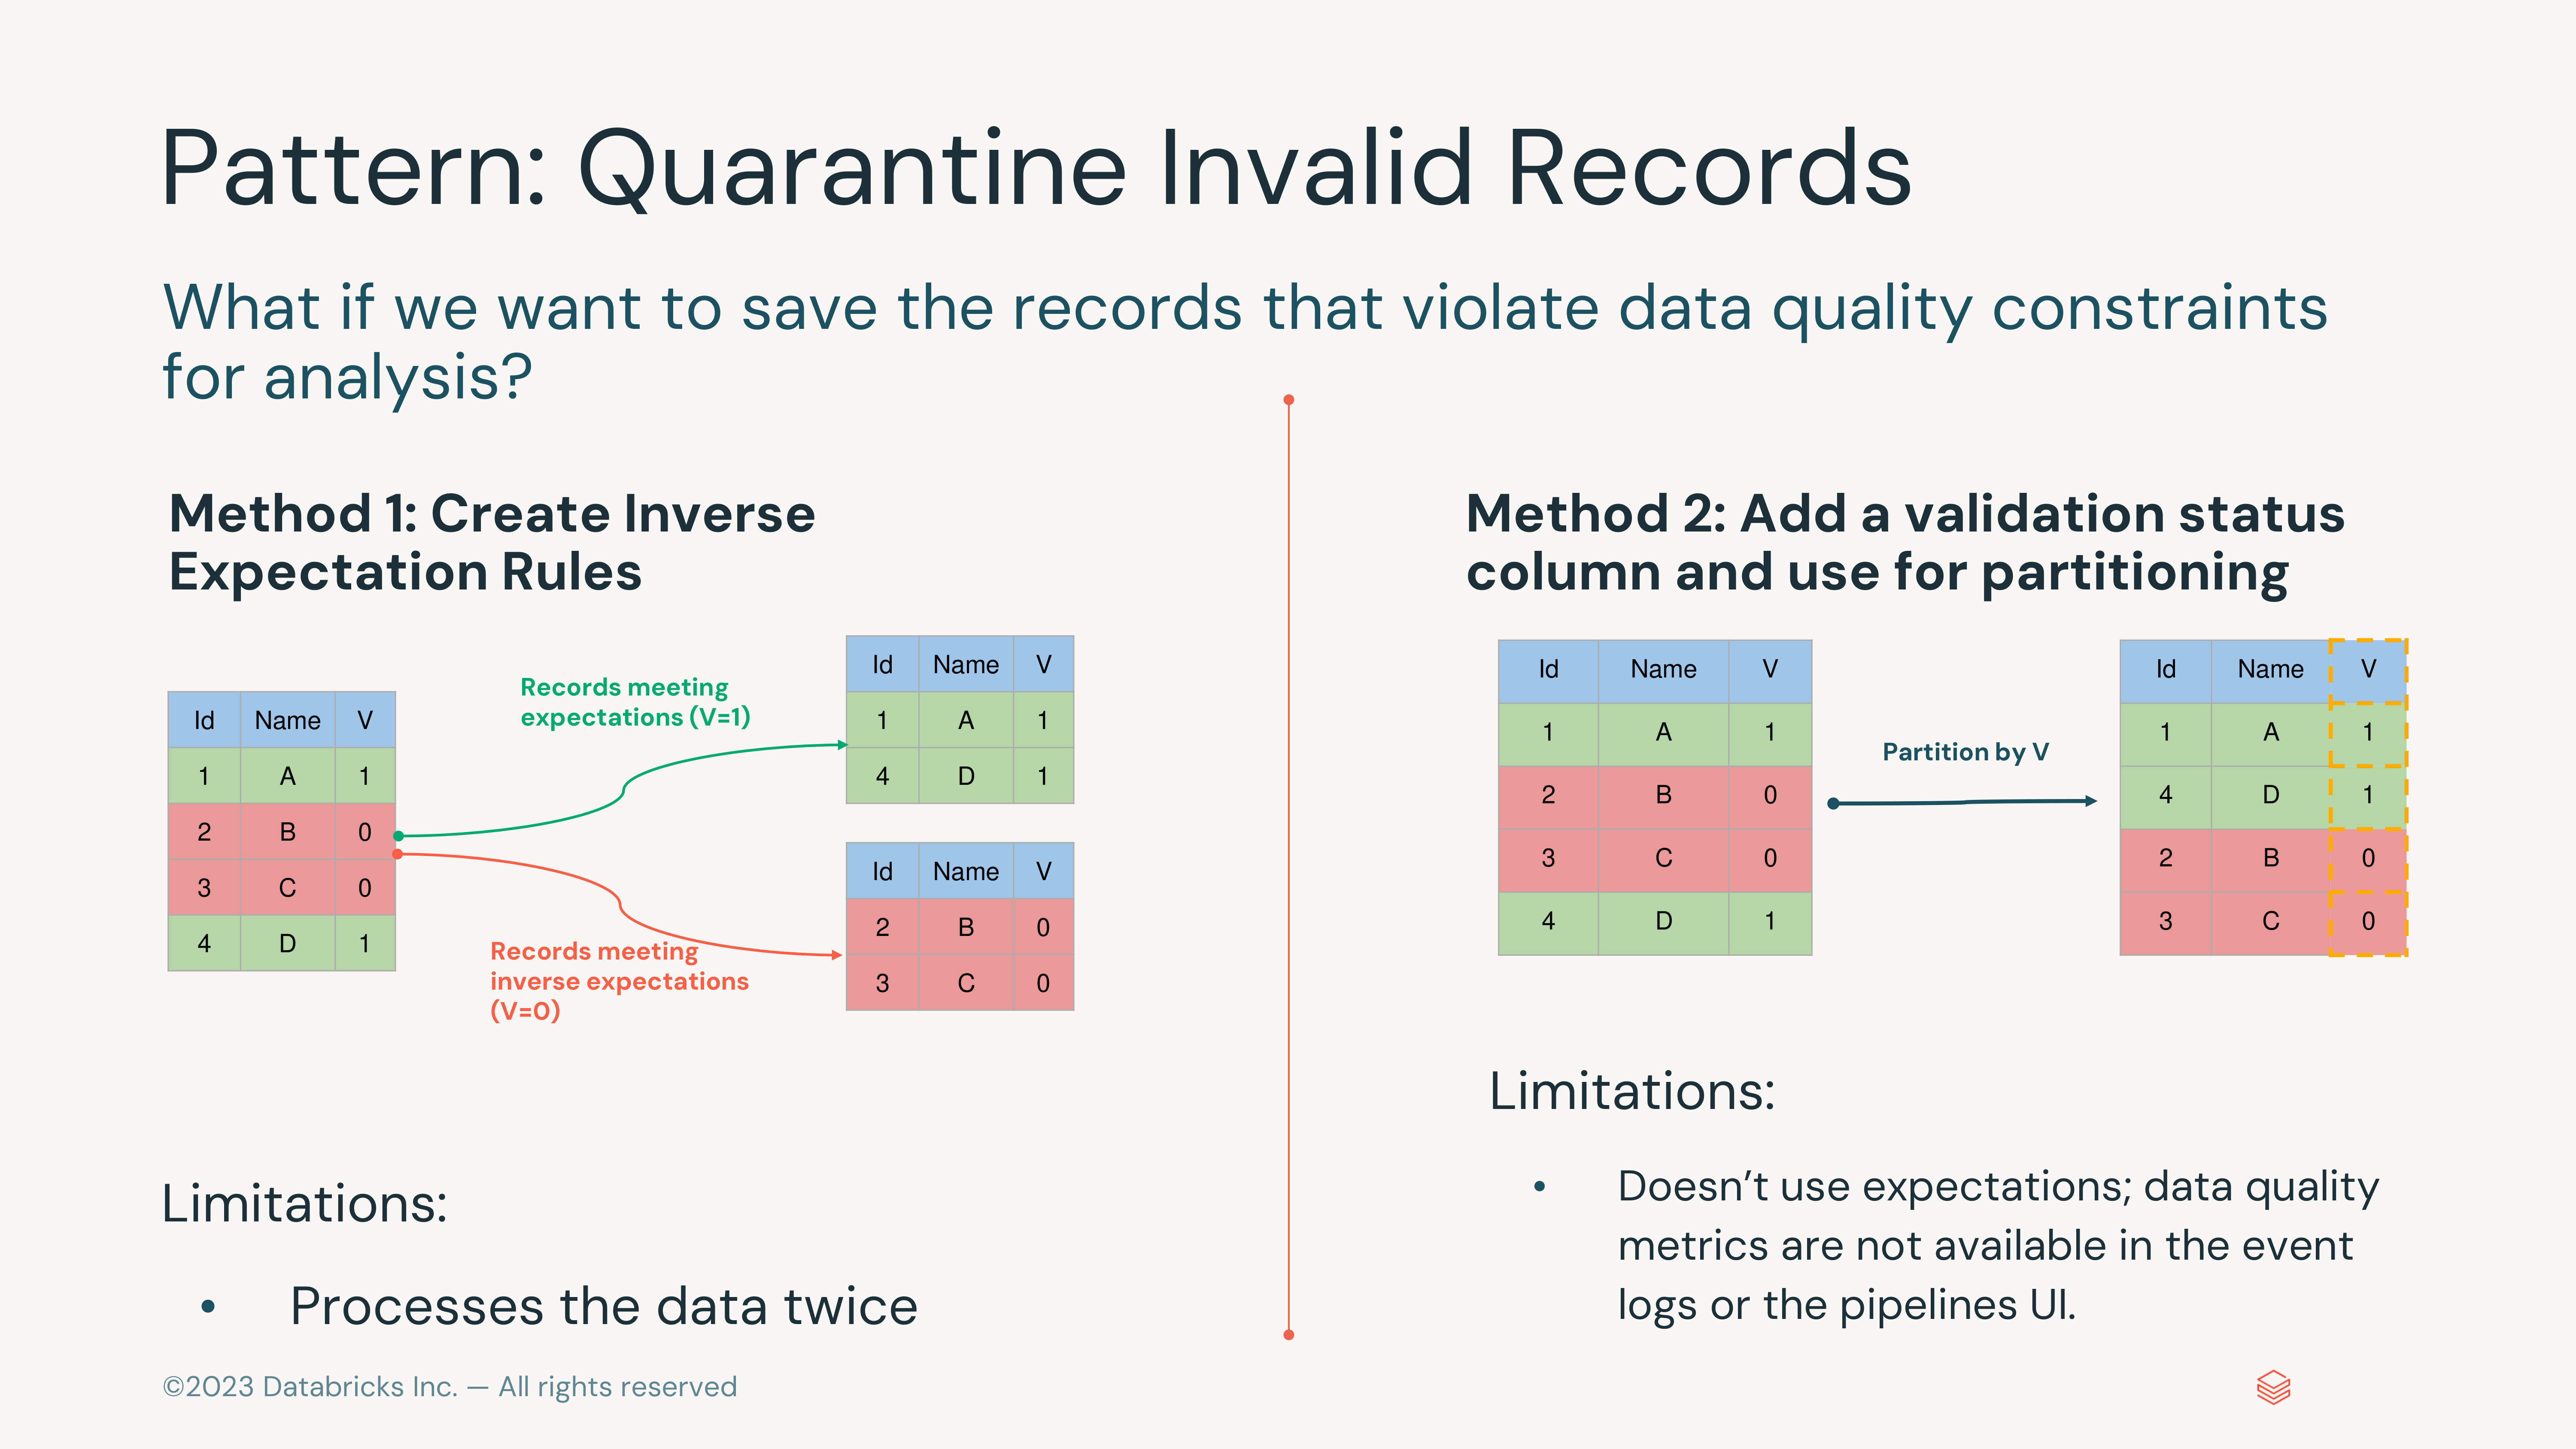 Pattern: Quarantine Invalid Records
What if we want to save the records that violate data quality constraints
for analysis?
Method 1: Create Inverse
Expectation Rules
Id Name V
1 A 1
2 B 0
3 C 0
4 D 1
Records meeting
expectations (V=1)
Records meeting
inverse expectations
(V=0)
Id Name V
1 A 1
4 D 1
Id Name V
2 B 0
3 C 0
Limitations:
• Processes the data twice
Method 2: Add a validation status
column and use for partitioning
Id Name V
1 A 1
2 B 0
3 C 0
4 D 1
Partition by V
Id Name V
1 A 1
4 D 1
2 B 0
3 C 0
Limitations:
• Doesn’t use expectations; data quality
metrics are not available in the event
logs or the pipelines UI.
©2023 Databricks Inc. — All rights reserved